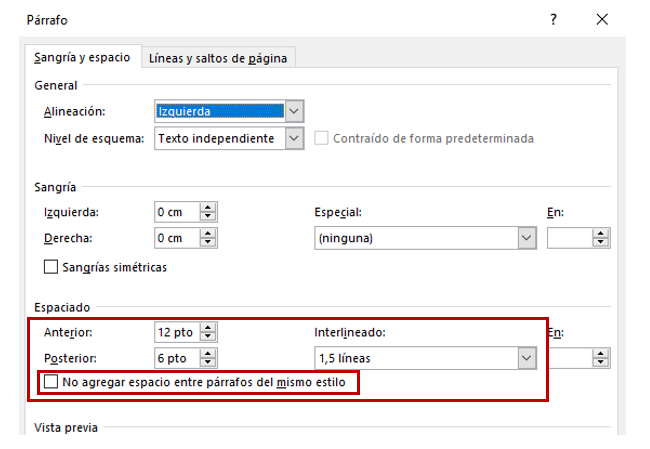 Párrafo ? ×
Sangría y espacio Líneas y saltos de página
General
Alineación: Izquierda
Nivel de esquema: Texto independiente Contraído de forma predeterminada
Sangría
Izquierda: 0 cm Especial: En:
Derecha: 0 cm (ninguna)
Sangrías simétricas
Espaciado
Anterior: 12 pto Interlineado: En:
Posterior: 6 pto 1,5 líneas
No agregar espacio entre párrafos del mismo estilo
Vista previa